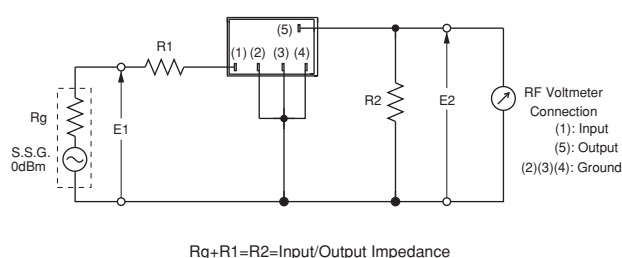 (5)
R1
(1) (2) (3) (4)
Rg
E1
R2
E2
RF Voltmeter
Connection
(1): Input
(5): Output
(2)(3)(4): Ground
S.S.G.
0dBm
Rg+R1=R2=Input/Output Impedance